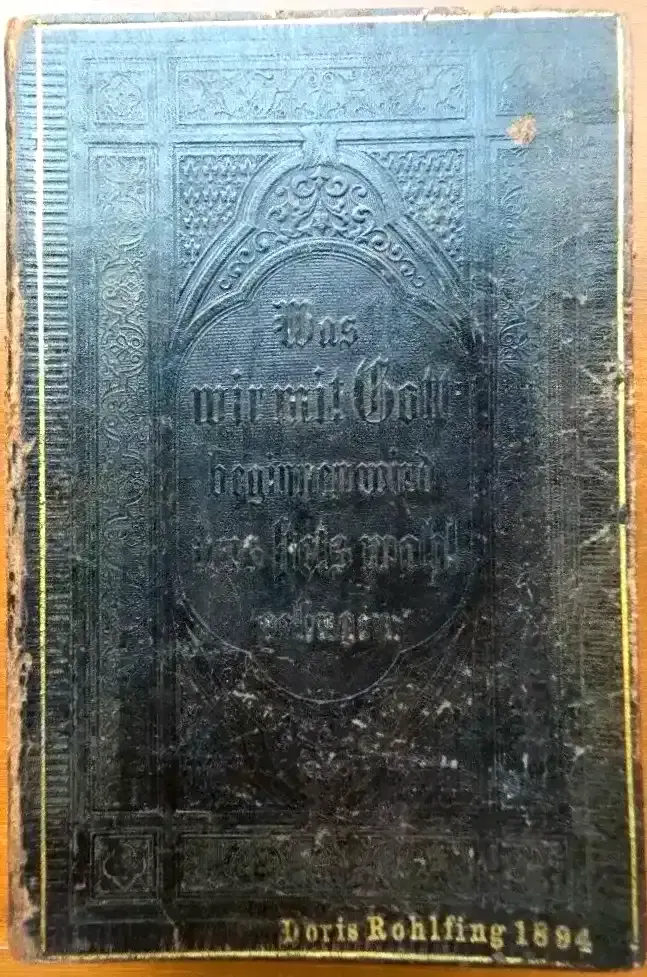 Was
wir mit Gott
beginnen wird
uns stets wohl
gelingen.
Doris Rohlfing 1894